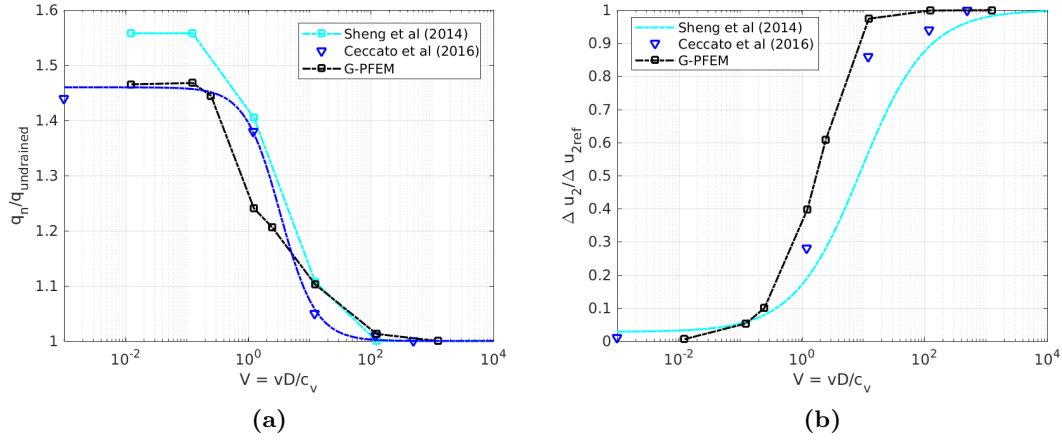 1.6
1.5
1.4
1.3
1.2
1.1
1
q_n/q_undrained
Sheng et al (2014)
Ceccato et al (2016)
G-PFEM
10^-2 10^0 10^2 10^4
V = vD/c_v
(a)
1
0.9
0.8
0.7
0.6
0.5
0.4
0.3
0.2
0.1
0
Δ u_2/Δ u_2ref
Sheng et al (2014)
Ceccato et al (2016)
G-PFEM
10^-2 10^0 10^2 10^4
V = vD/c_v
(b)